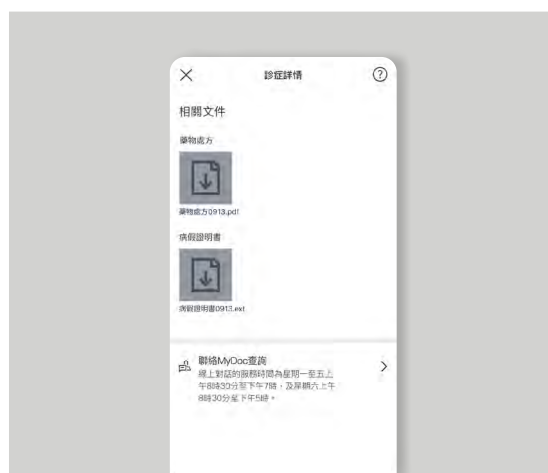 診症詳情
相關文件
藥物處方
藥物處方0913.pdf
病假證明書
病假證明書0913.ext
聯絡MyDoc查詢
線上對話的服務時間為星期一至五上
午8時30分至下午7時，及星期六上午
8時30分至下午5時。